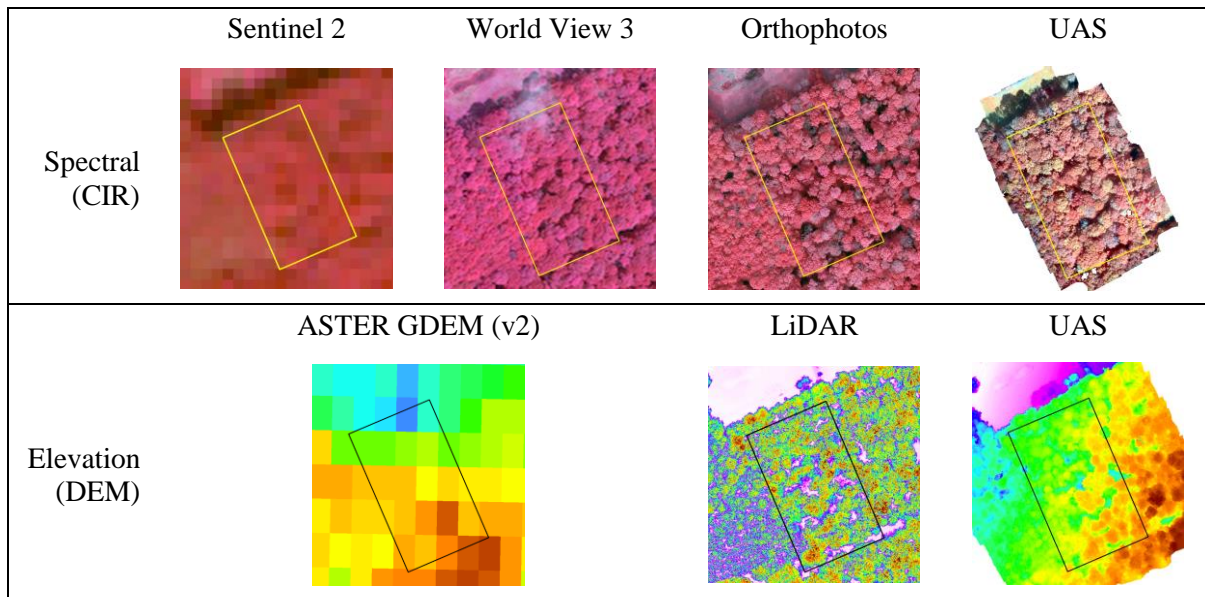 Sentinel 2 World View 3 Orthophotos UAS
Spectral
(CIR)
ASTER GDEM (v2) LiDAR UAS
Elevation
(DEM)